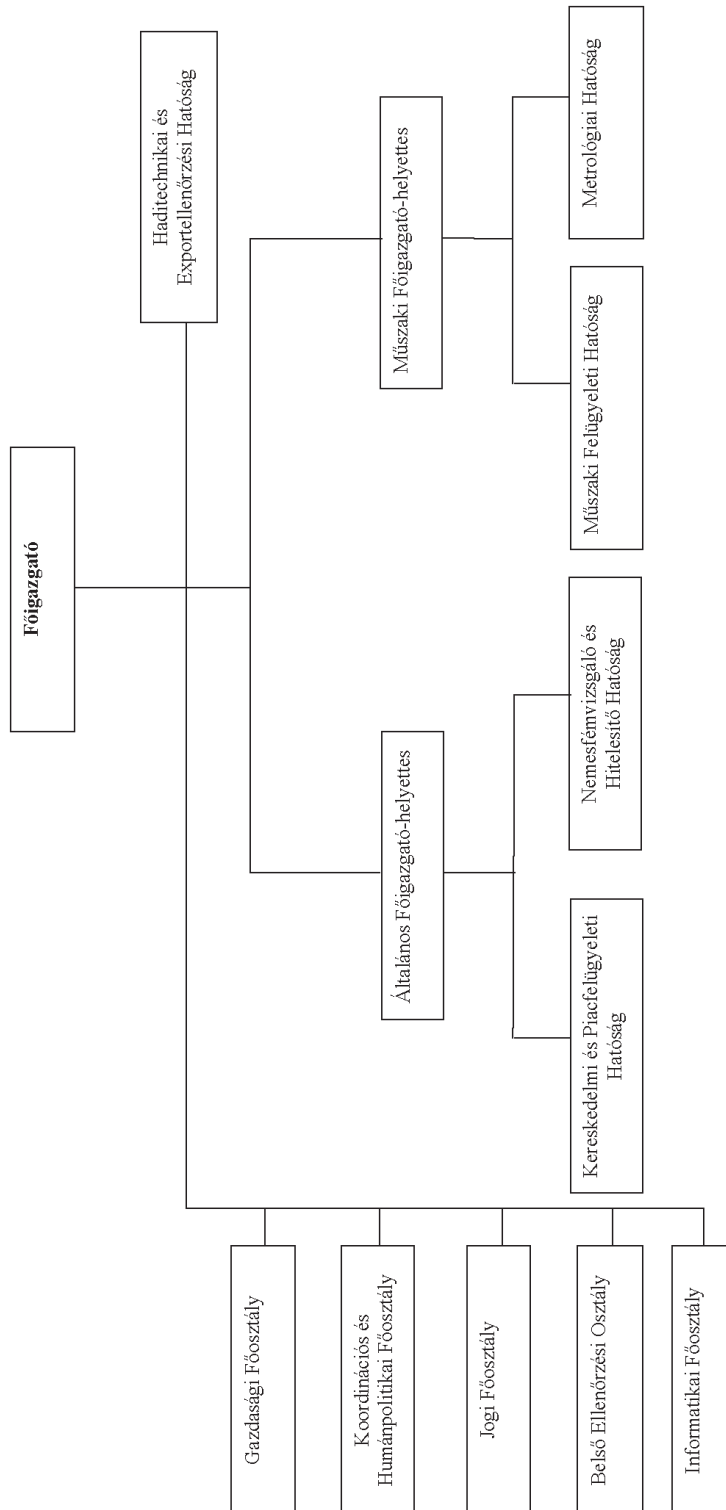 Főigazgató
Haditechnikai és
Exportellenőrzési Hatóság
Általános Főigazgató-helyettes
Műszaki Főigazgató-helyettes
Kereskedelmi és Piacfelügyeleti
Hatóság
Nemesfémvizsgáló és
Hitelesítő Hatóság
Műszaki Felügyeleti Hatóság
Metrológiai Hatóság
Gazdasági Főosztály
Koordinációs és
Humánpolitikai Főosztály
Jogi Főosztály
Belső Ellenőrzési Osztály
Informatikai Főosztály